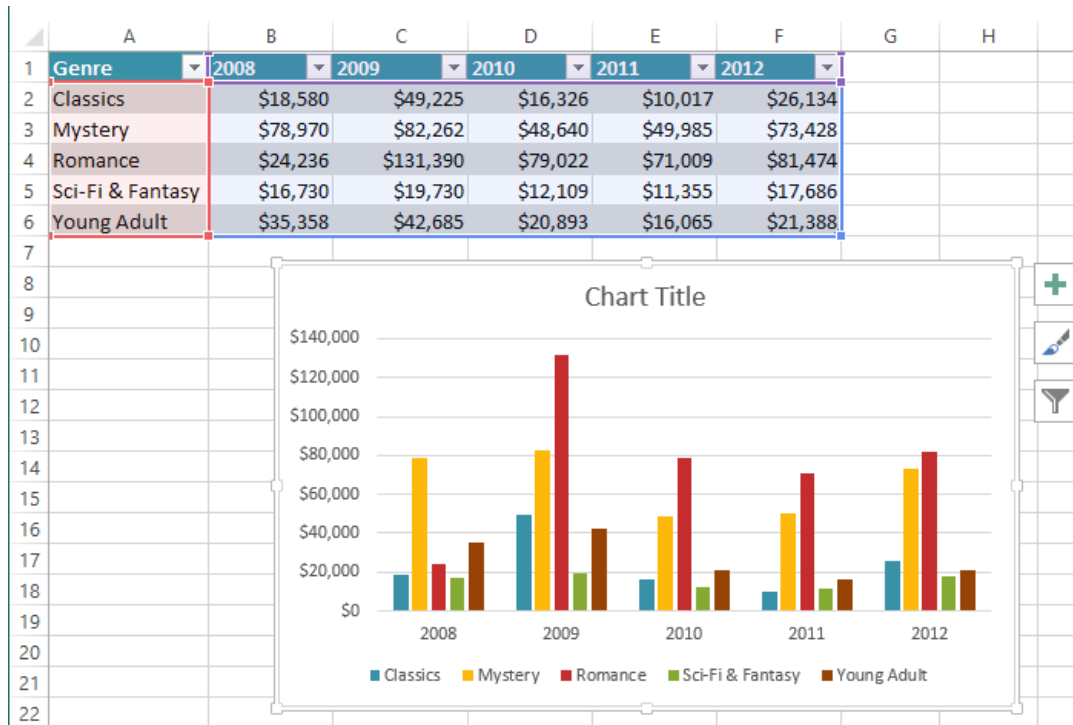 A B C D E F G H
1 Genre 2008 2009 2010 2011 2012
2 Classics $18,580 $49,225 $16,326 $10,017 $26,134
3 Mystery $78,970 $82,262 $48,640 $49,985 $73,428
4 Romance $24,236 $131,390 $79,022 $71,009 $81,474
5 Sci-Fi & Fantasy $16,730 $19,730 $12,109 $11,355 $17,686
6 Young Adult $35,358 $42,685 $20,893 $16,065 $21,388
7
8
9
10
11
12
13
14
15
16
17
18
19
20
21
22
Chart Title
$140,000
$120,000
$100,000
$80,000
$60,000
$40,000
$20,000
$0
2008 2009 2010 2011 2012
Classics Mystery Romance Sci-Fi & Fantasy Young Adult